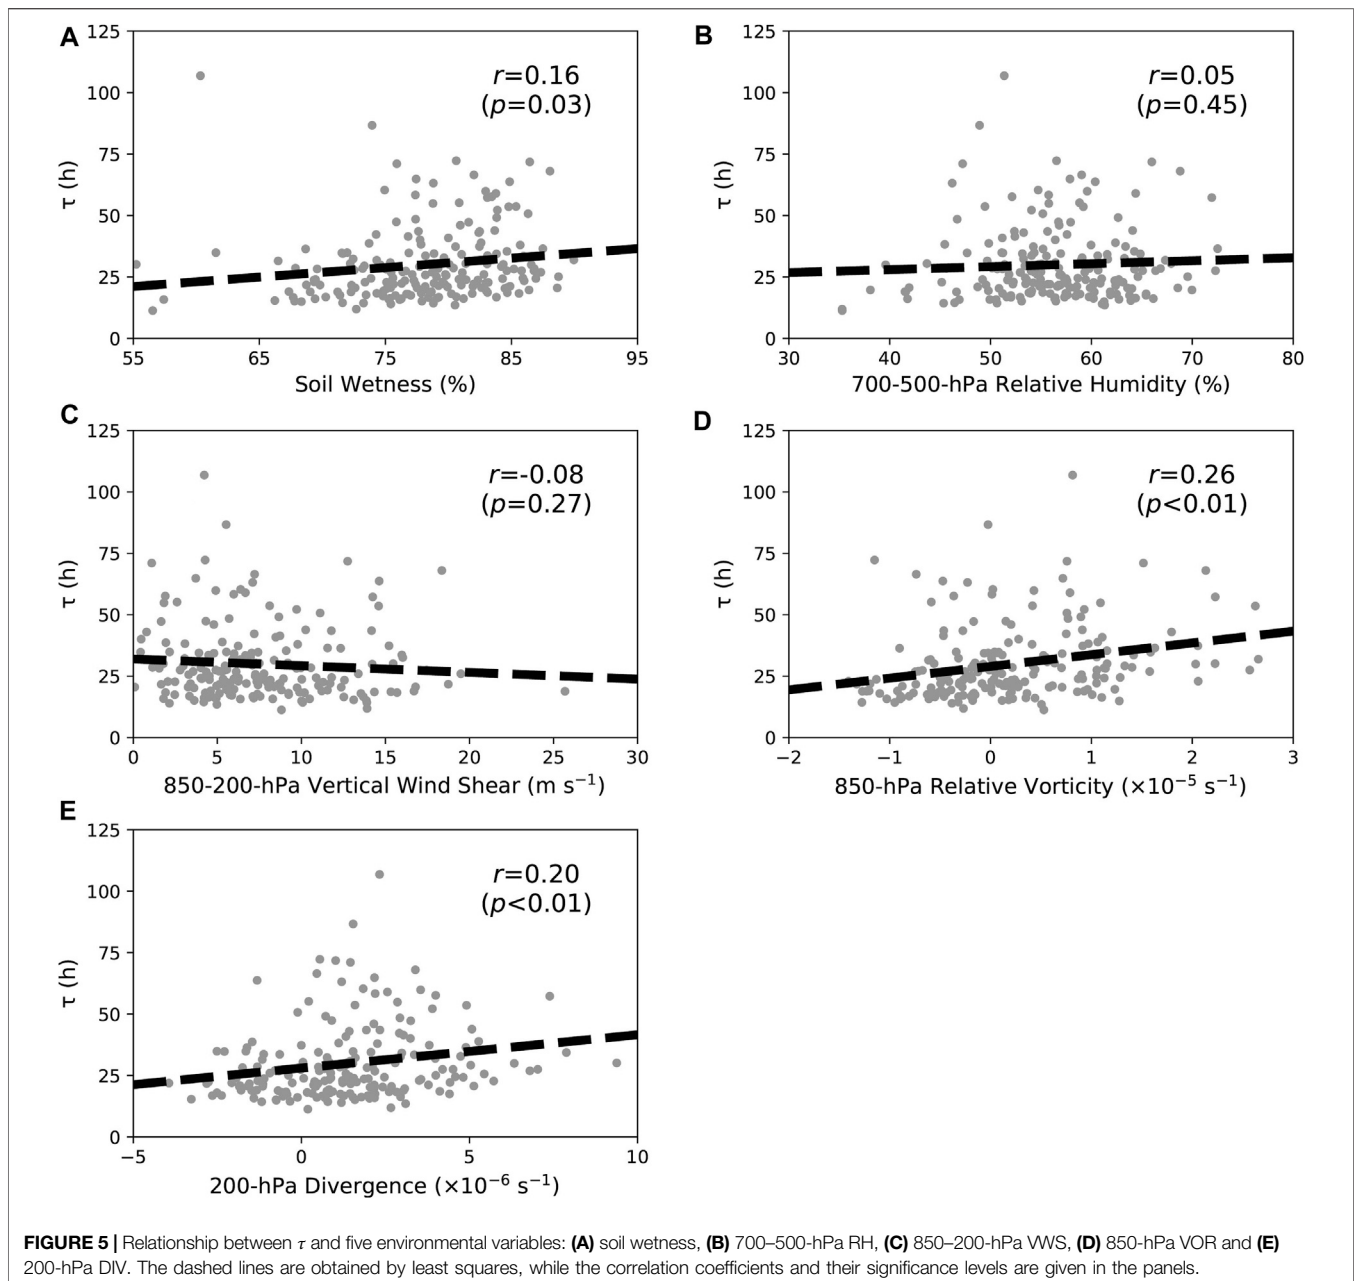 A
125
100
75
50
25
0
τ (h)
r=0.16
(p=0.03)
55 65 75 85 95
Soil Wetness (%)
B
125
100
75
50
25
0
τ (h)
r=0.05
(p=0.45)
30 40 50 60 70 80
700-500-hPa Relative Humidity (%)
C
125
100
75
50
25
0
τ (h)
r=-0.08
(p=0.27)
0 5 10 15 20 25 30
850-200-hPa Vertical Wind Shear (m s⁻¹)
D
125
100
75
50
25
0
τ (h)
r=0.26
(p<0.01)
−2 −1 0 1 2 3
850-hPa Relative Vorticity (×10⁻⁵ s⁻¹)
E
125
100
75
50
25
0
τ (h)
r=0.20
(p<0.01)
−5 0 5 10
200-hPa Divergence (×10⁻⁶ s⁻¹)
FIGURE 5 | Relationship between τ and five environmental variables: (A) soil wetness, (B) 700–500-hPa RH, (C) 850–200-hPa VWS, (D) 850-hPa VOR and (E)
200-hPa DIV. The dashed lines are obtained by least squares, while the correlation coefficients and their significance levels are given in the panels.